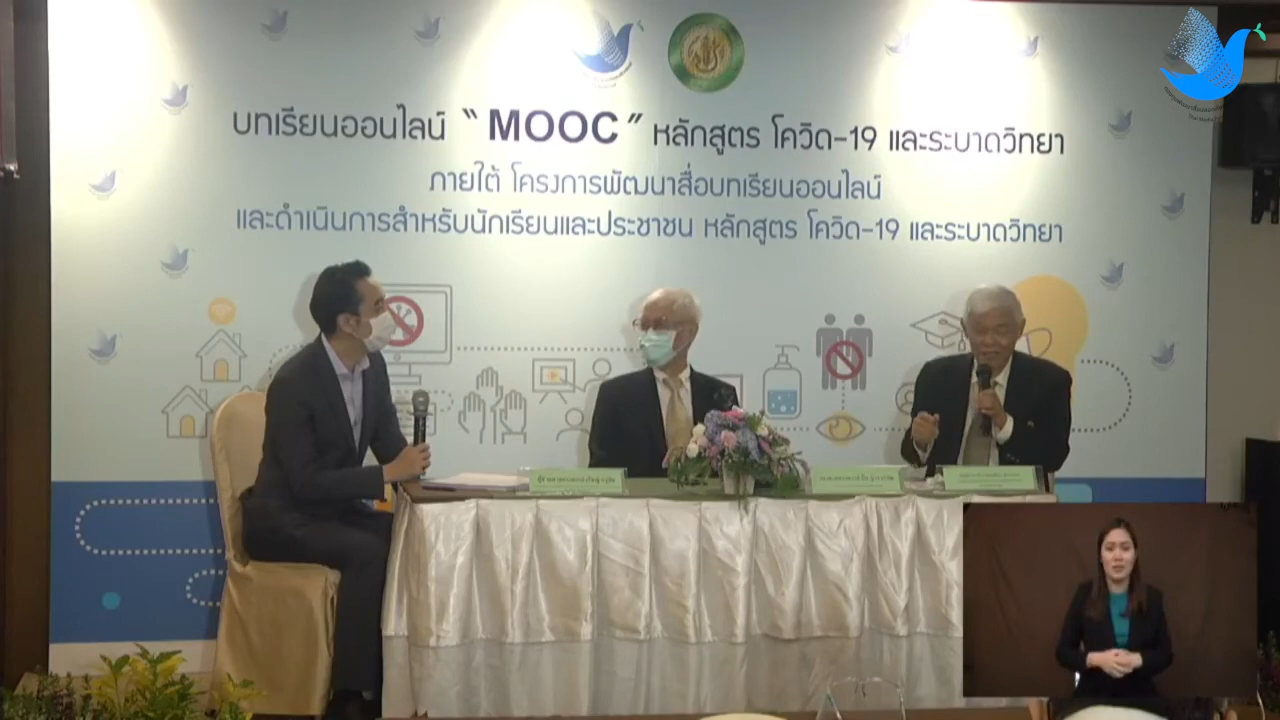 บทเรียนออนไลน์ “MOOC” หลักสูตร โควิด-19 และระบาดวิทยา
ภายใต้ โครงการพัฒนาสื่อบทเรียนออนไลน์
และดำเนินการสำหรับนักเรียนและประชาชน หลักสูตร โควิด-19 และระบาดวิทยา